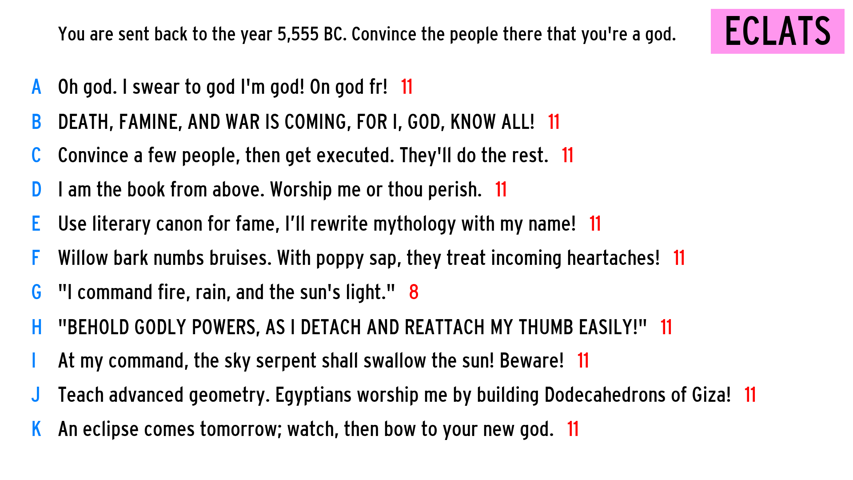 You are sent back to the year 5,555 BC. Convince the people there that you're a god.
ECLATS
A Oh god. I swear to god I'm god! On god fr! 11
B DEATH, FAMINE, AND WAR IS COMING, FOR I, GOD, KNOW ALL! 11
C Convince a few people, then get executed. They'll do the rest. 11
D I am the book from above. Worship me or thou perish. 11
E Use literary canon for fame, I’ll rewrite mythology with my name! 11
F Willow bark numbs bruises. With poppy sap, they treat incoming heartaches! 11
G "I command fire, rain, and the sun's light." 8
H "BEHOLD GODLY POWERS, AS I DETACH AND REATTACH MY THUMB EASILY!" 11
I At my command, the sky serpent shall swallow the sun! Beware! 11
J Teach advanced geometry. Egyptians worship me by building Dodecahedrons of Giza! 11
K An eclipse comes tomorrow; watch, then bow to your new god. 11